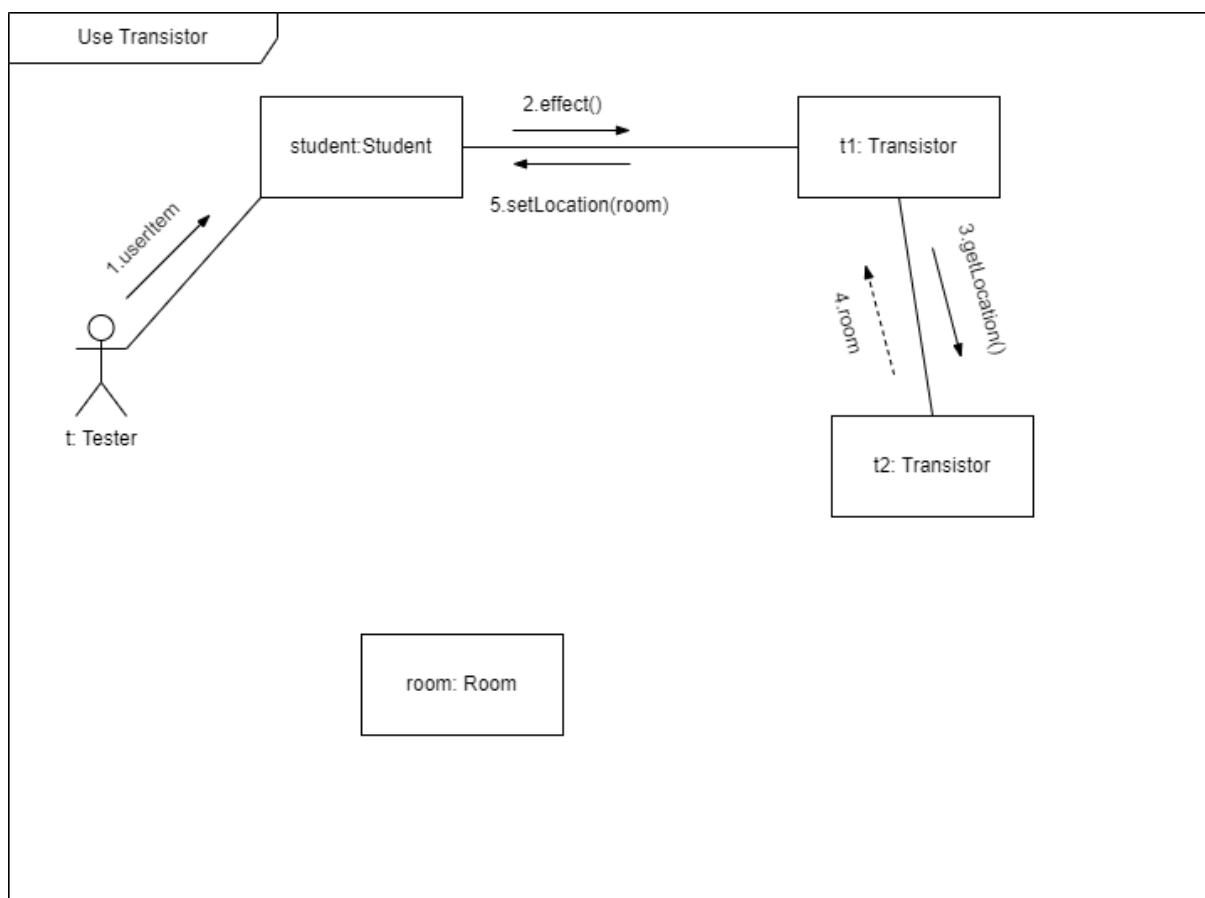 Use Transistor
2.effect()
student:Student
t1: Transistor
5.setLocation(room)
1.userItem
3.getLocation()
4.room
t: Tester
t2: Transistor
room: Room